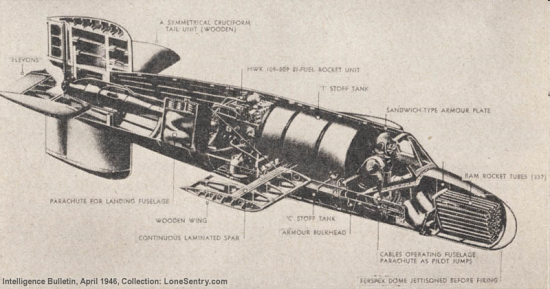 A SYMMETRICAL CRUCIFORM
TAIL UNIT (WOODEN)
"ELEVONS"
HWK 109-509 BI-FUEL ROCKET UNIT
'T' STOFF TANK
SANDWICH-TYPE ARMOUR PLATE
RAM ROCKET TUBES (33?)
PARACHUTE FOR LANDING FUSELAGE
WOODEN WING
CONTINUOUS LAMINATED SPAR
'C' STOFF TANK
ARMOUR BULKHEAD
CABLES OPERATING FUSELAGE
PARACHUTE AS PILOT JUMPS
PERSPEX DOME JETTISONED BEFORE FIRING
Intelligence Bulletin, April 1946, Collection: LoneSentry.com